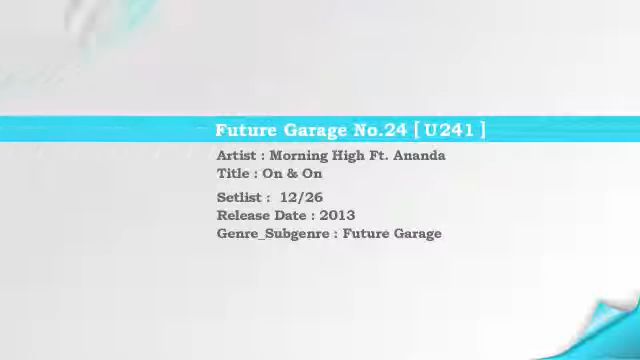 Future Garage No.24 [ U241 ]
Artist : Morning High Ft. Ananda
Title : On & On
Setlist : 12/26
Release Date : 2013
Genre_Subgenre : Future Garage